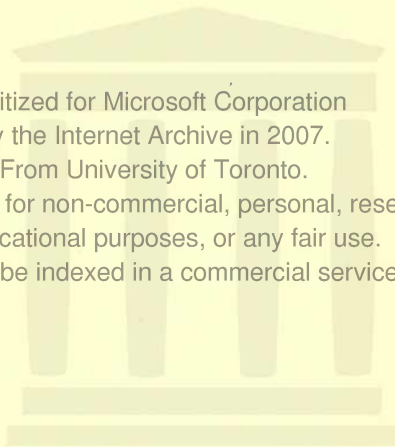 itized for Microsoft Corporation
the Internet Archive in 2007.
From University of Toronto.
for non-commercial, personal, rese
cational purposes, or any fair use.
be indexed in a commercial service